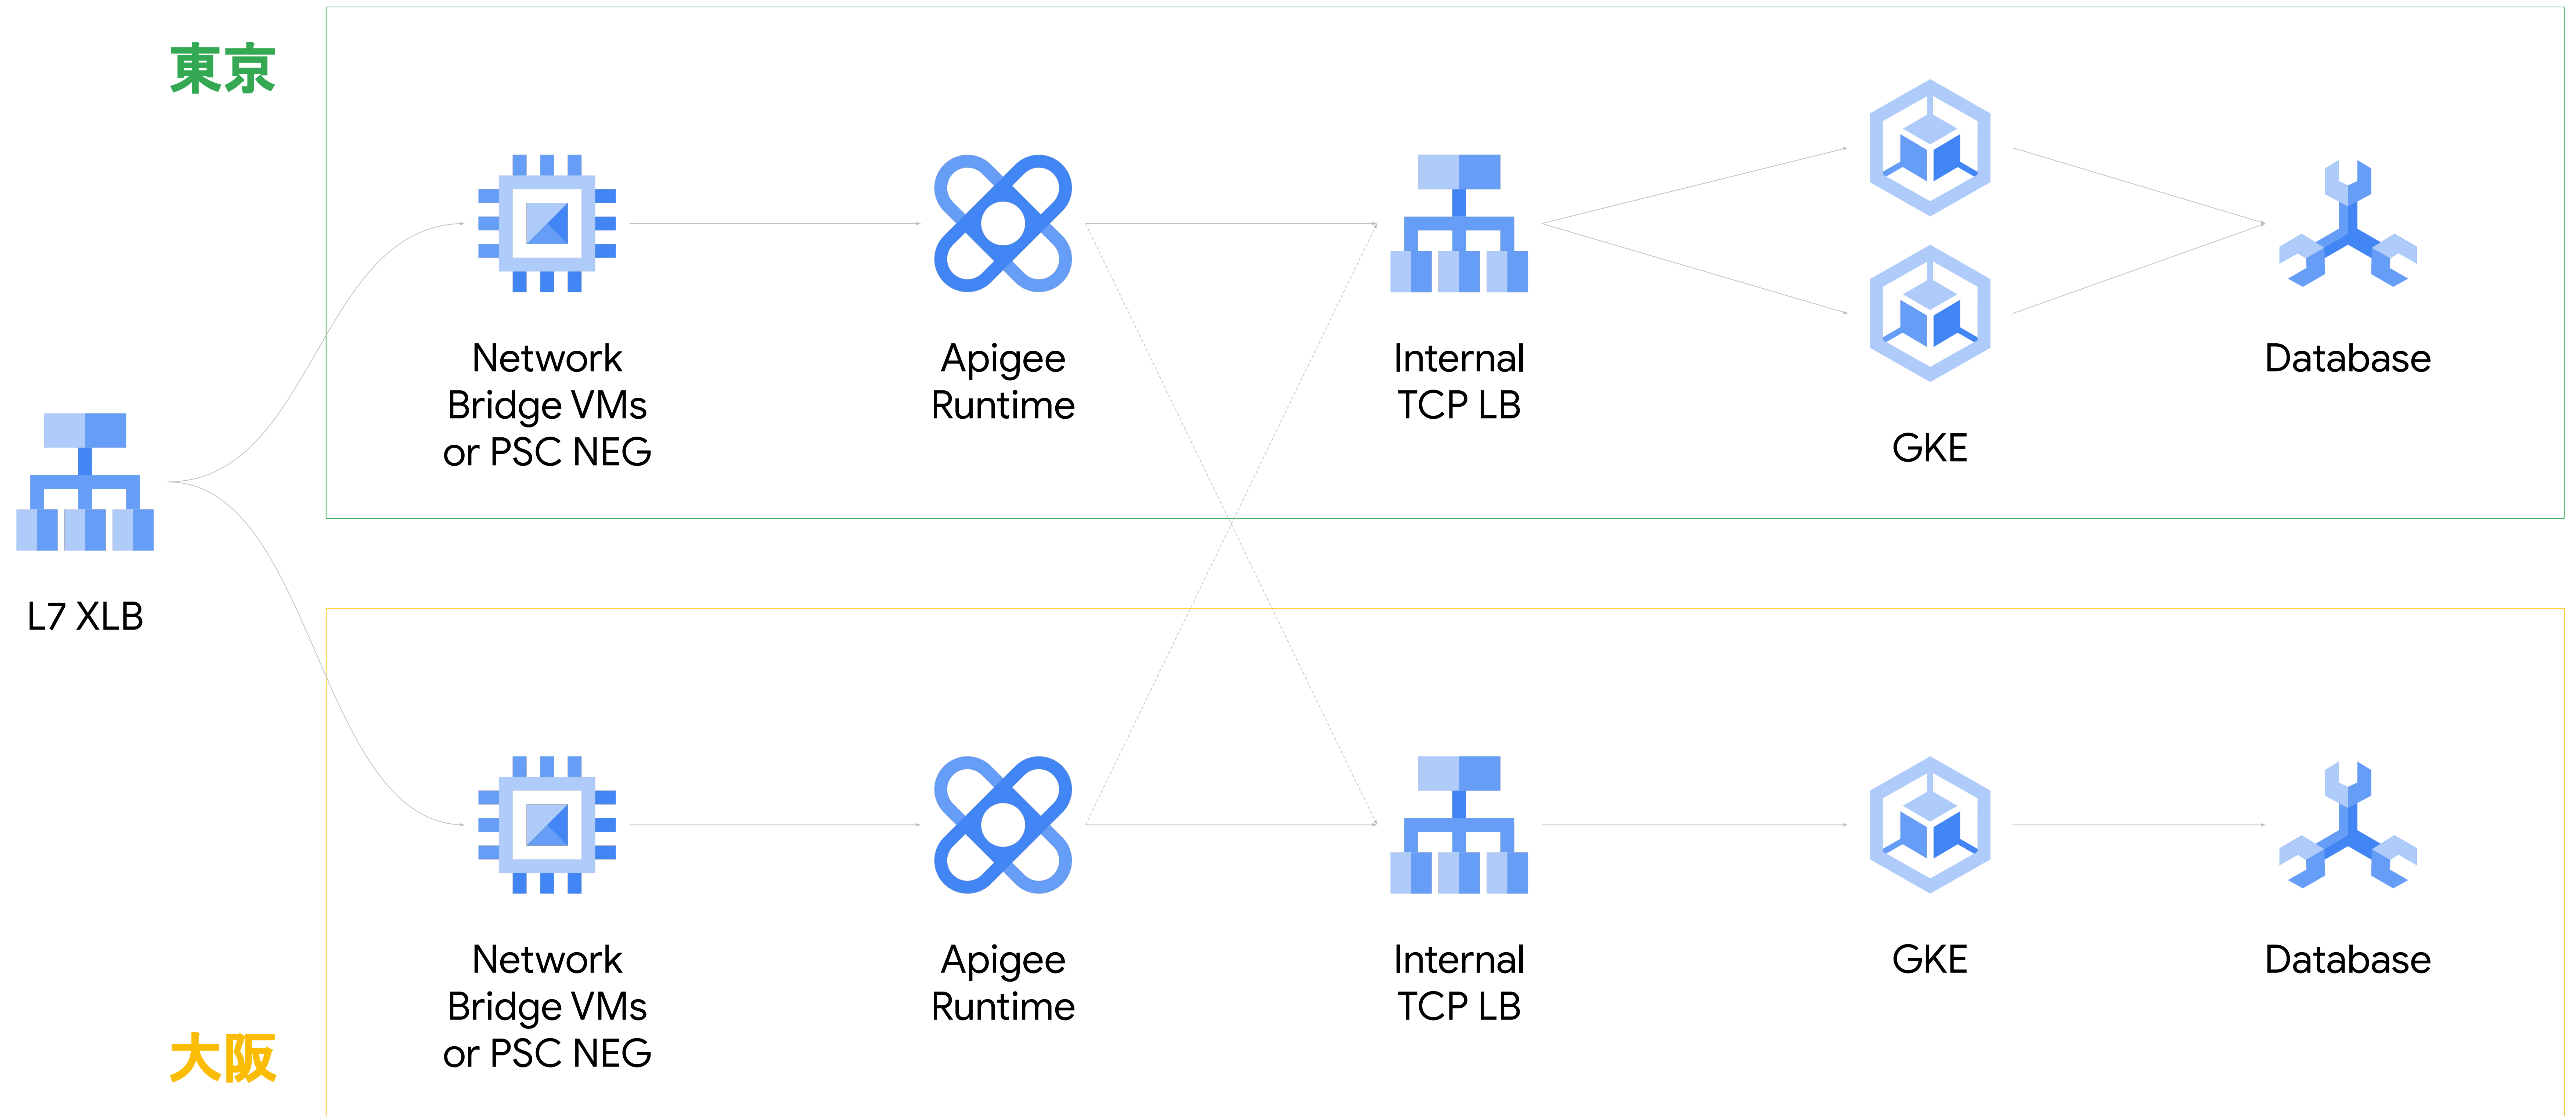 東京
Network
Bridge VMs
or PSC NEG
Apigee
Runtime
Internal
TCP LB
GKE
Database
L7 XLB
Network
Bridge VMs
or PSC NEG
Apigee
Runtime
Internal
TCP LB
GKE
Database
大阪